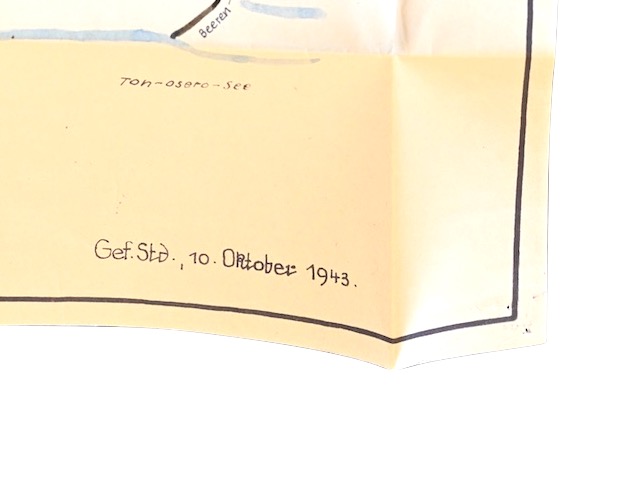 Beeren-
Ton-osero-See
Gef.Std., 10. Oktober 1943.